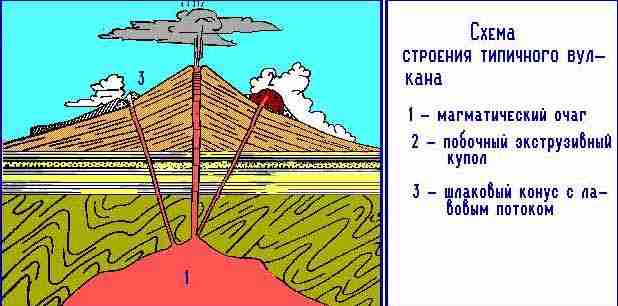 3
1
Схема
строения типичного вул-
кана
1 - магматический очаг
2 - побочный экструзивный
купол
3 - шлаковый конус с ла-
вовым потоком